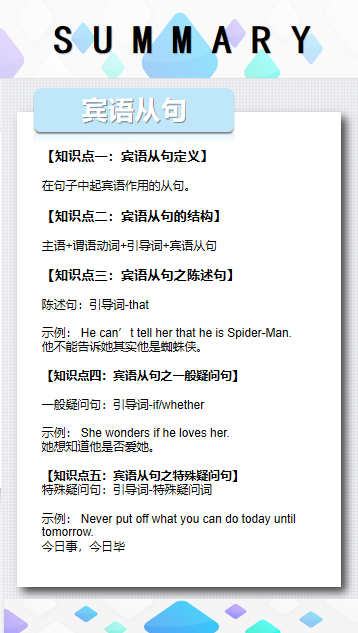 SUMMARY
宾语从句
【知识点一：宾语从句定义】
在句子中起宾语作用的从句。
【知识点二：宾语从句的结构】
主语+谓语动词+引导词+宾语从句
【知识点三：宾语从句之陈述句】
陈述句：引导词-that
示例： He can’t tell her that he is Spider-Man.
他不能告诉她其实他是蜘蛛侠。
【知识点四：宾语从句之一般疑问句】
一般疑问句：引导词-if/whether
示例： She wonders if he loves her.
她想知道他是否爱她。
【知识点五：宾语从句之特殊疑问句】
特殊疑问句：引导词-特殊疑问词
示例： Never put off what you can do today until
tomorrow.
今日事，今日毕